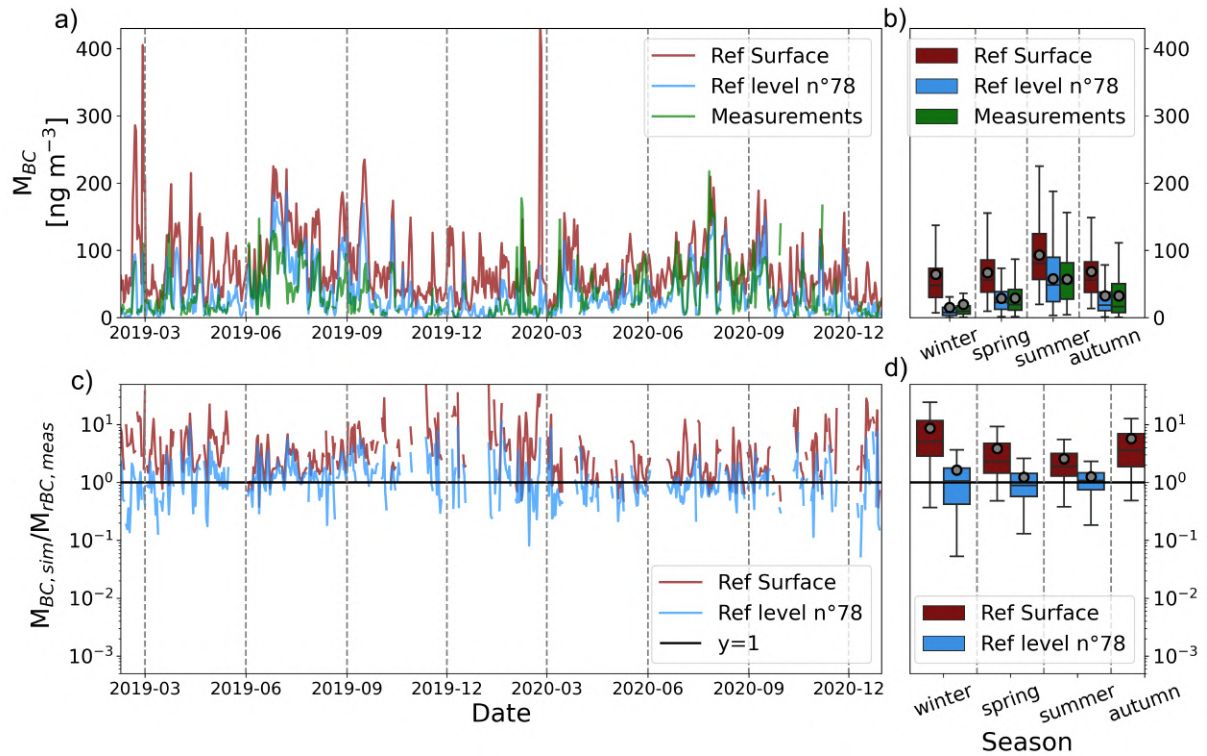 a)
M_BC
[ng m⁻³]
400
300
200
100
0
Ref Surface
Ref level n°78
Measurements
2019-03 2019-06 2019-09 2019-12 2020-03 2020-06 2020-09 2020-12
b)
Ref Surface
Ref level n°78
Measurements
400
300
200
100
0
winter spring summer autumn
c)
M_BC, sim/M_rBC, meas
10¹
10⁰
10⁻¹
10⁻²
10⁻³
Ref Surface
Ref level n°78
y=1
2019-03 2019-06 2019-09 2019-12 2020-03 2020-06 2020-09 2020-12
Date
d)
10¹
10⁰
10⁻¹
10⁻²
10⁻³
Ref Surface
Ref level n°78
winter spring summer autumn
Season